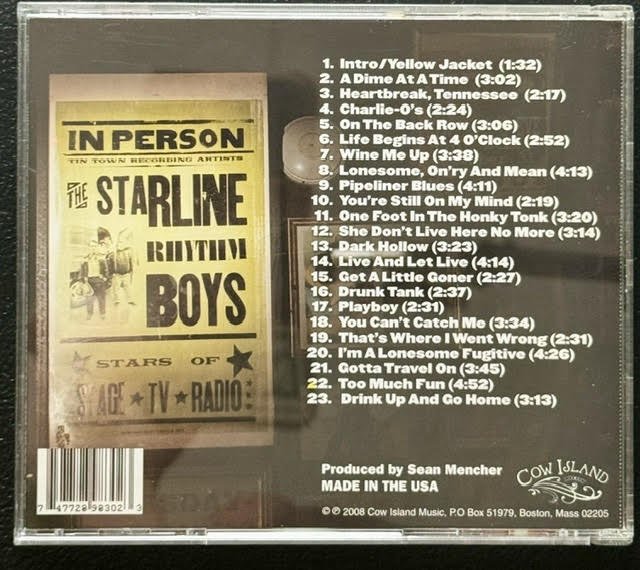 IN PERSON
TIN TOWN RECORDING ARTISTS
THE STARLINE
RHYTHM
BOYS
STARS OF
STAGE ★ TV ★ RADIO
1. Intro/Yellow Jacket (1:32)
2. A Dime At A Time (3:02)
3. Heartbreak, Tennessee (2:17)
4. Charlie-O's (2:24)
5. On The Back Row (3:06)
6. Life Begins At 4 O'Clock (2:52)
7. Wine Me Up (3:38)
8. Lonesome, On'ry And Mean (4:13)
9. Pipeliner Blues (4:11)
10. You're Still On My Mind (2:19)
11. One Foot In The Honky Tonk (3:20)
12. She Don't Live Here No More (3:14)
13. Dark Hollow (3:23)
14. Live And Let Live (4:14)
15. Get A Little Goner (2:27)
16. Drunk Tank (2:37)
17. Playboy (2:31)
18. You Can't Catch Me (3:34)
19. That's Where I Went Wrong (2:31)
20. I'm A Lonesome Fugitive (4:26)
21. Gotta Travel On (3:45)
22. Too Much Fun (4:52)
23. Drink Up And Go Home (3:13)
Produced by Sean Mencher
MADE IN THE USA
COW ISLAND
MUSIC
7 47728 98302 3
© ℗ 2008 Cow Island Music, P.O Box 51979, Boston, Mass 02205